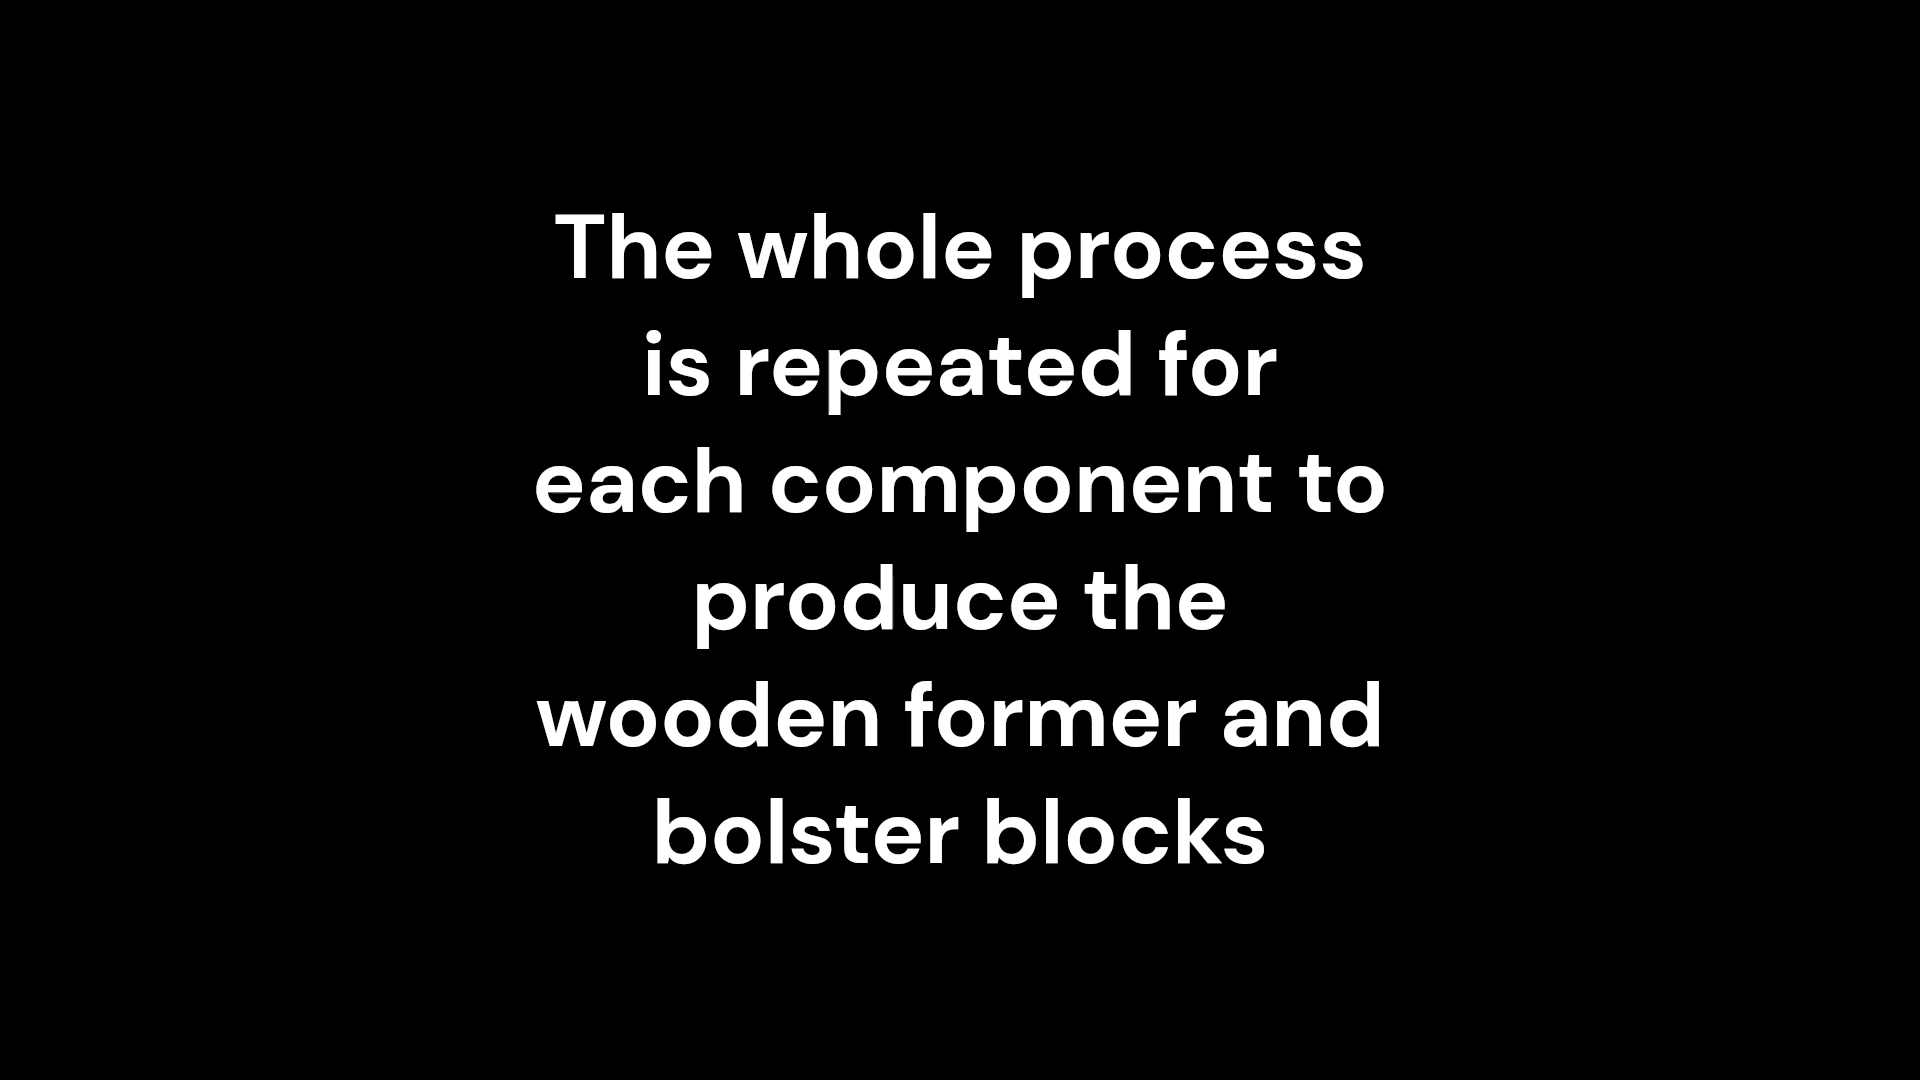 The whole process
is repeated for
each component to
produce the
wooden former and
bolster blocks